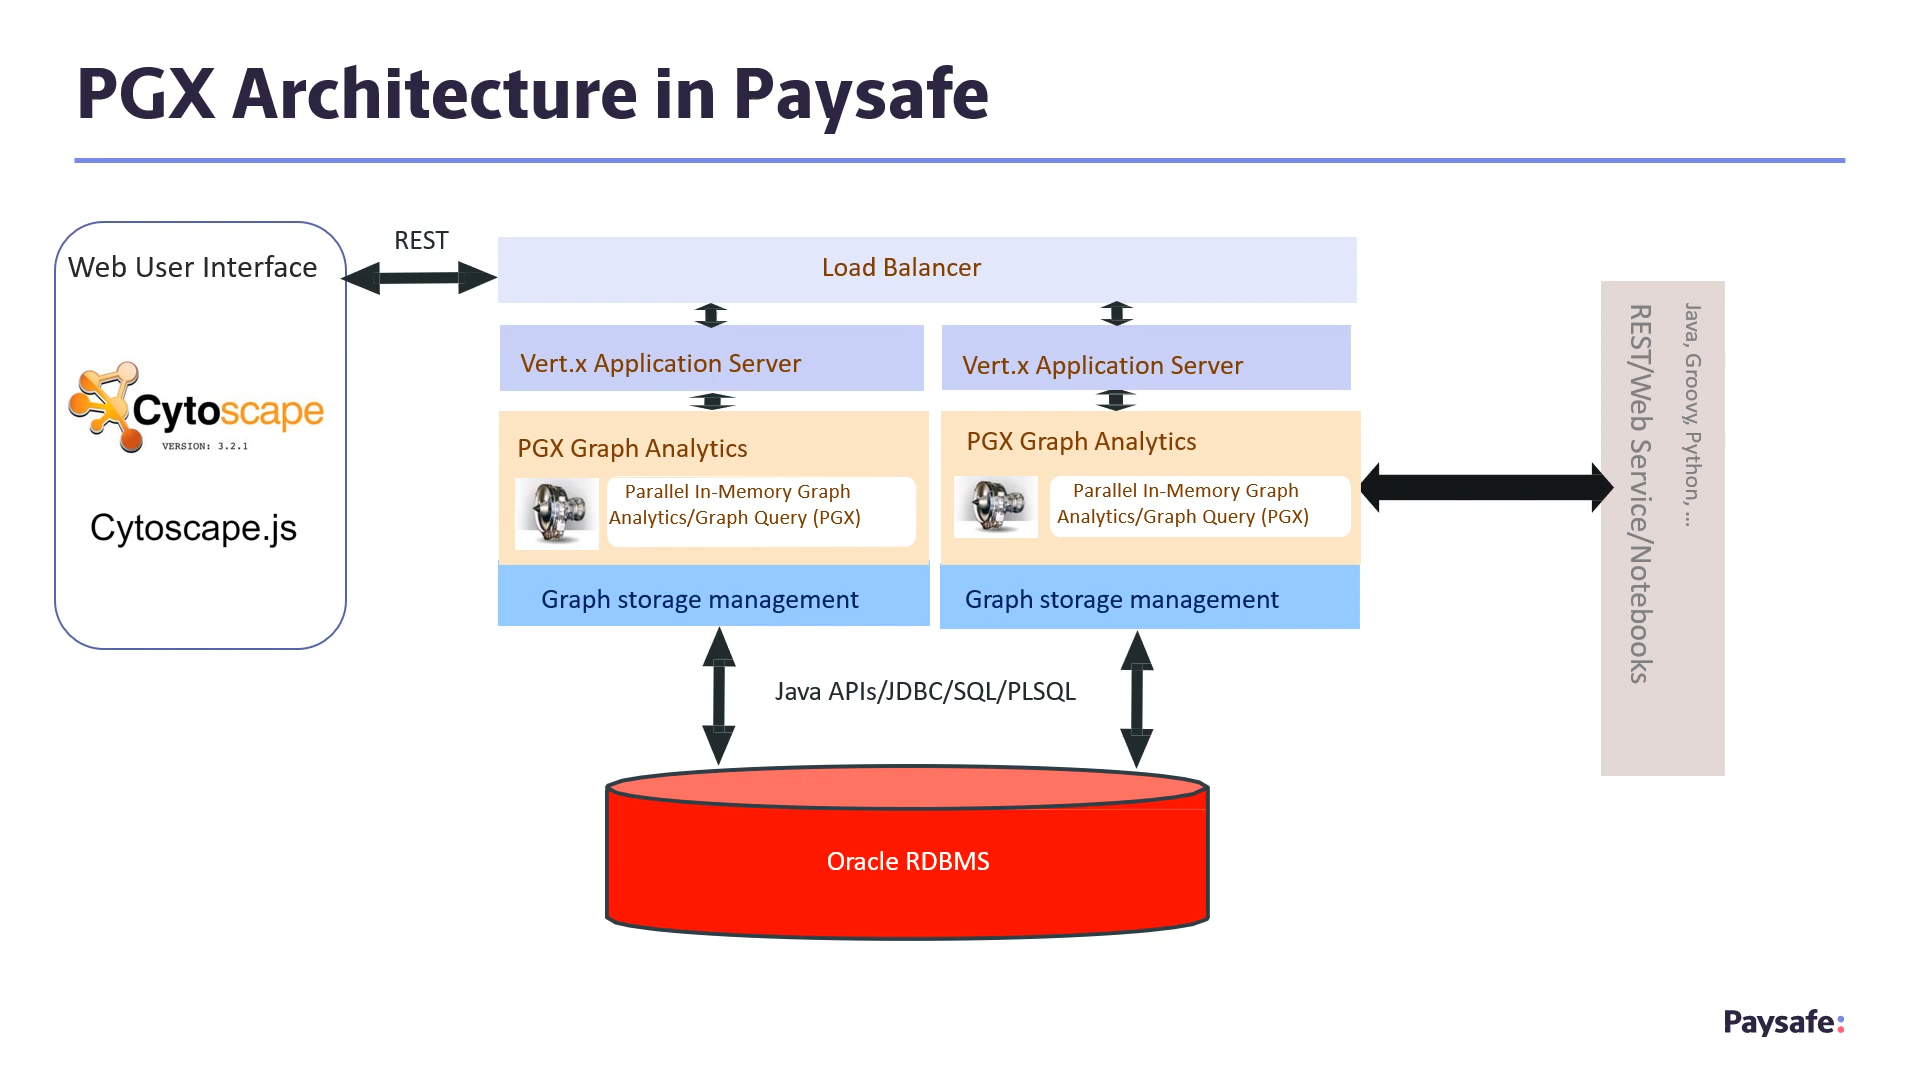 PGX Architecture in Paysafe
Web User Interface
Cytoscape
VERSION: 3.2.1
Cytoscape.js
REST
Load Balancer
Vert.x Application Server
Vert.x Application Server
PGX Graph Analytics
Parallel In-Memory Graph
Analytics/Graph Query (PGX)
PGX Graph Analytics
Parallel In-Memory Graph
Analytics/Graph Query (PGX)
Graph storage management
Graph storage management
Java APIs/JDBC/SQL/PLSQL
Oracle RDBMS
Java, Groovy, Python, ...
REST/Web Service/Notebooks
Paysafe: